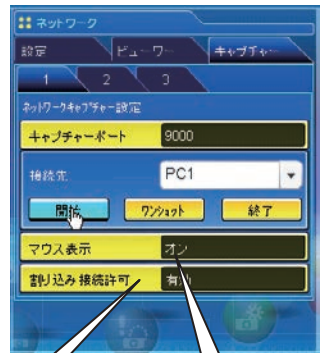 ネットワーク
設定 ビューワー キャプチャー
1 2 3
ネットワークキャプチャー設定
キャプチャーポート 9000
接続先 PC1
開始 ワンショット 終了
マウス表示 オン
割り込み接続許可 有効